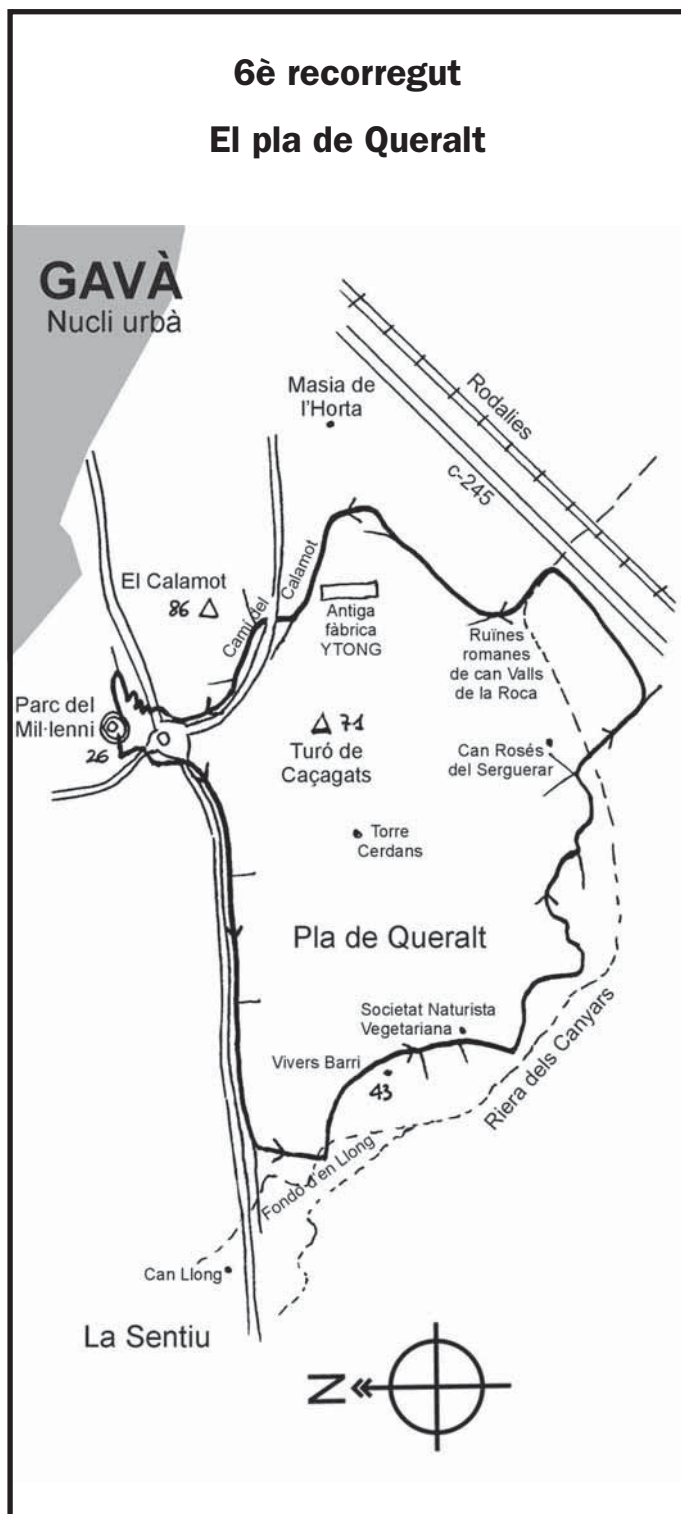 6è recorregut
El pla de Queralt
GAVÀ
Nucli urbà
Masia de
l'Horta
Rodalies
c-245
El Calamot
86
Camí del Calamot
Antiga
fàbrica
YTONG
Ruïnes
romanes
de can Valls
de la Roca
Parc del
Mil·lenni
26
71
Turó de
Caçagats
Can Rosés
del Serguerar
Torre
Cerdans
Pla de Queralt
Societat Naturista
Vegetariana
Vivers Barri
43
Riera dels Canyars
Fondo d'en Llong
Can Llong
La Sentiu
N